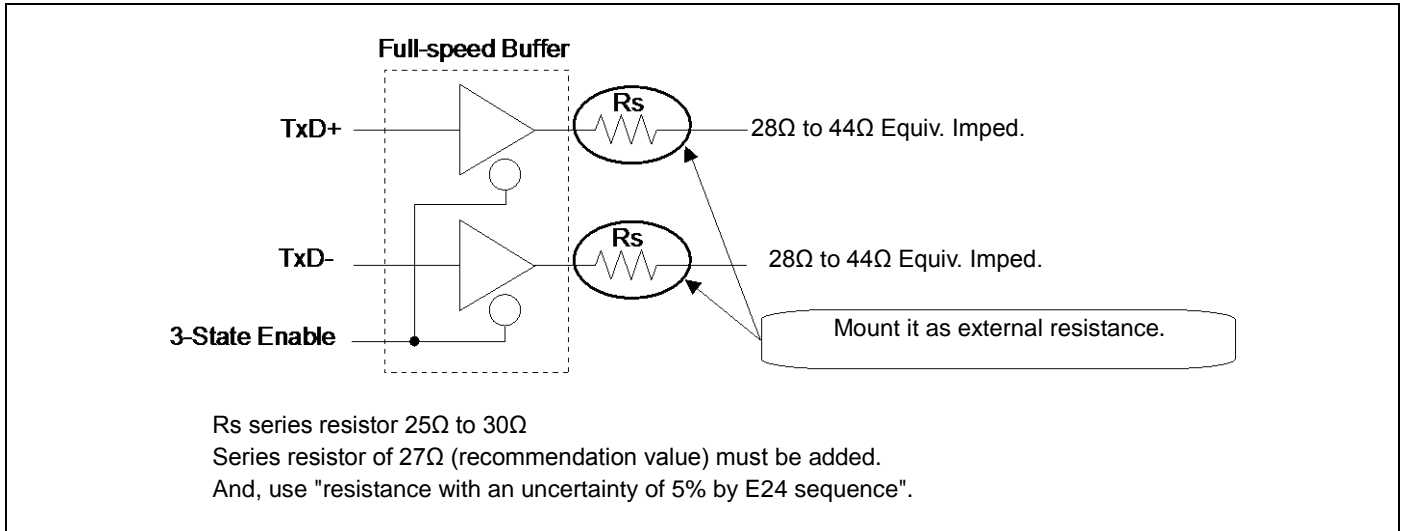 Full-speed Buffer
Rs
TxD+
28Ω to 44Ω Equiv. Imped.
Rs
TxD-
28Ω to 44Ω Equiv. Imped.
Mount it as external resistance.
3-State Enable
Rs series resistor 25Ω to 30Ω
Series resistor of 27Ω (recommendation value) must be added.
And, use "resistance with an uncertainty of 5% by E24 sequence".